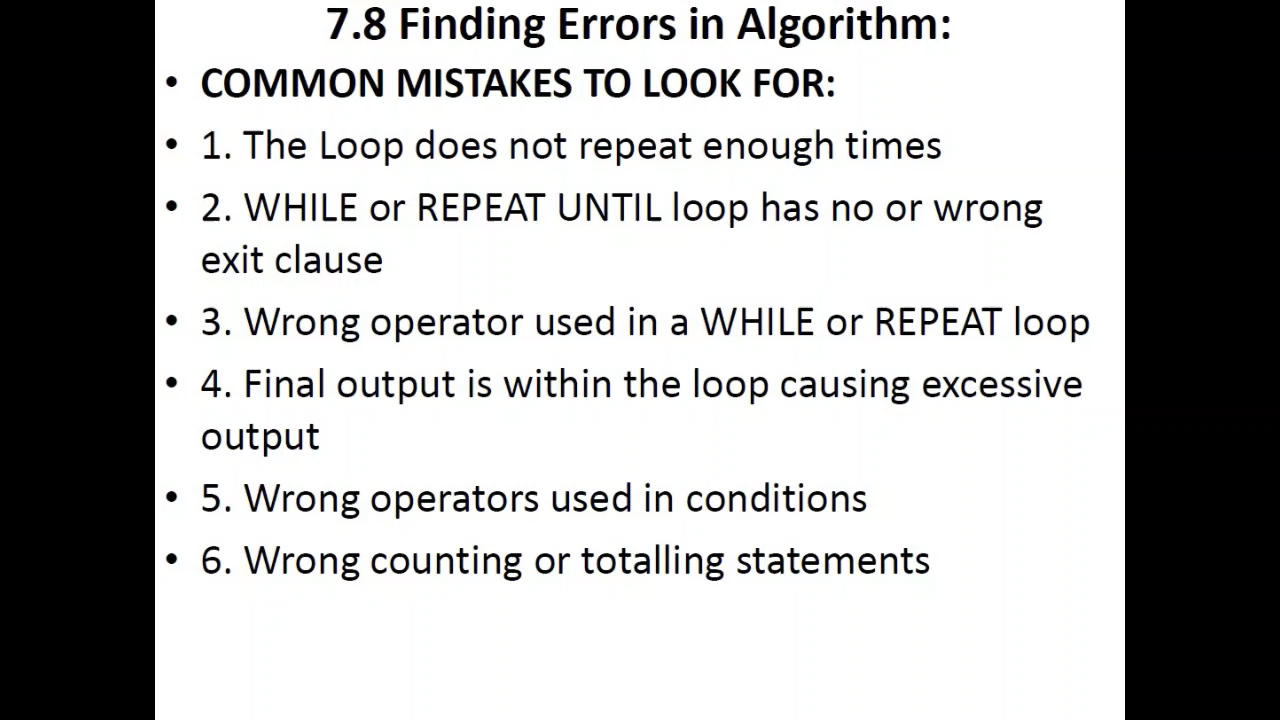 7.8 Finding Errors in Algorithm:
• COMMON MISTAKES TO LOOK FOR:
• 1. The Loop does not repeat enough times
• 2. WHILE or REPEAT UNTIL loop has no or wrong
exit clause
• 3. Wrong operator used in a WHILE or REPEAT loop
• 4. Final output is within the loop causing excessive
output
• 5. Wrong operators used in conditions
• 6. Wrong counting or totalling statements